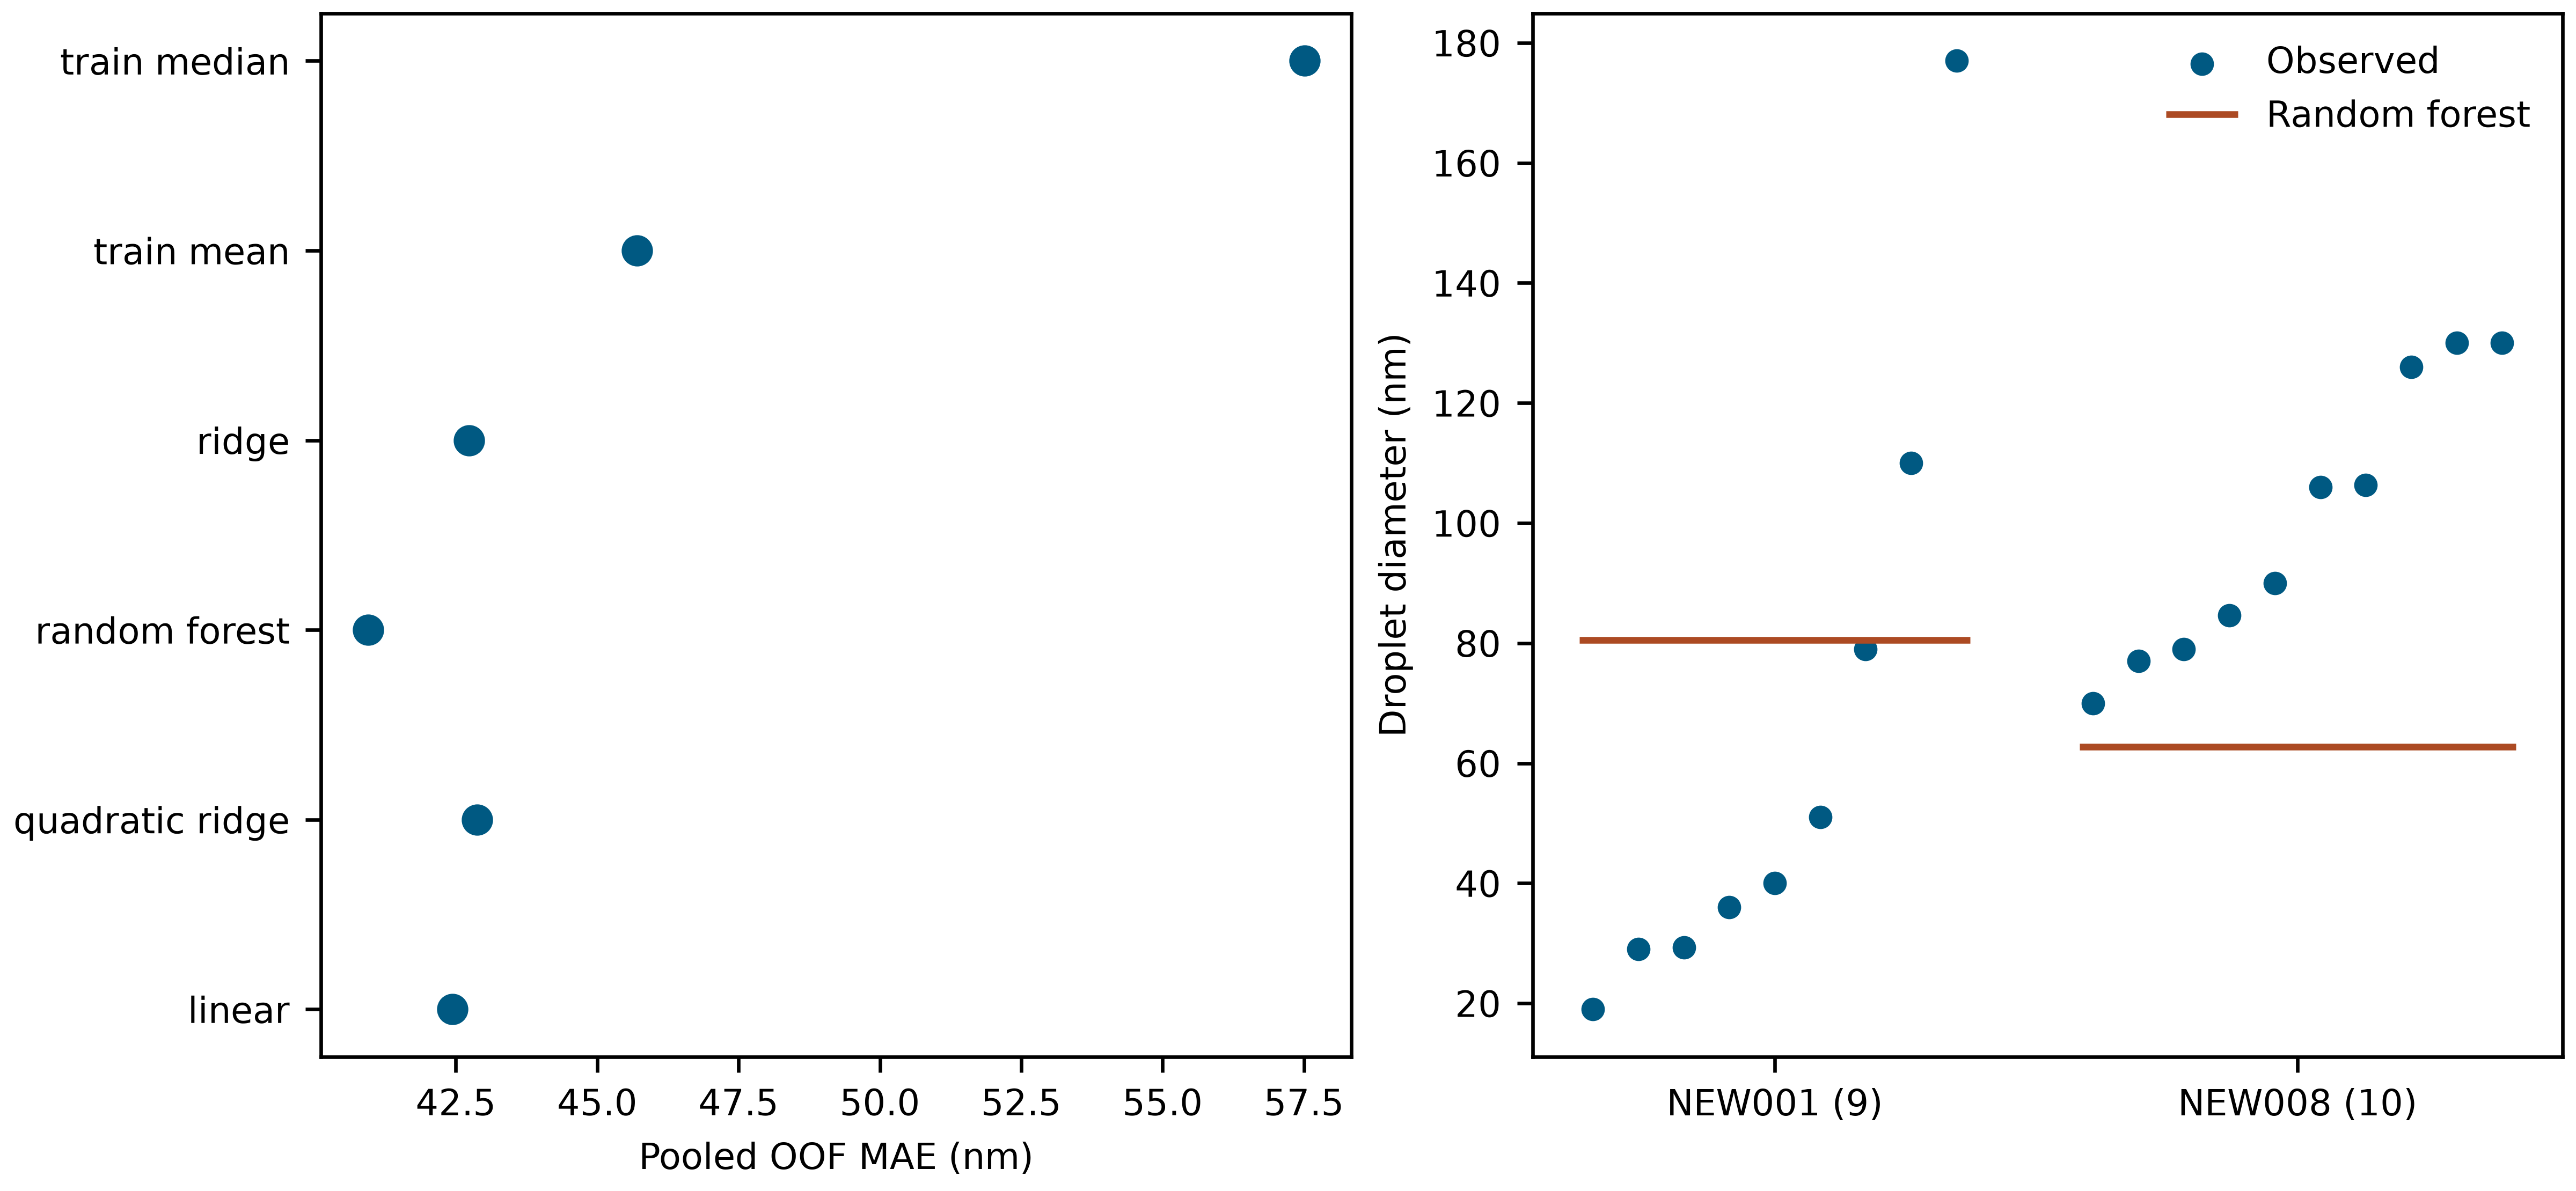 train median
train mean
ridge
random forest
quadratic ridge
linear
42.5 45.0 47.5 50.0 52.5 55.0 57.5
Pooled OOF MAE (nm)
Droplet diameter (nm)
180
160
140
120
100
80
60
40
20
Observed
Random forest
NEW001 (9) NEW008 (10)